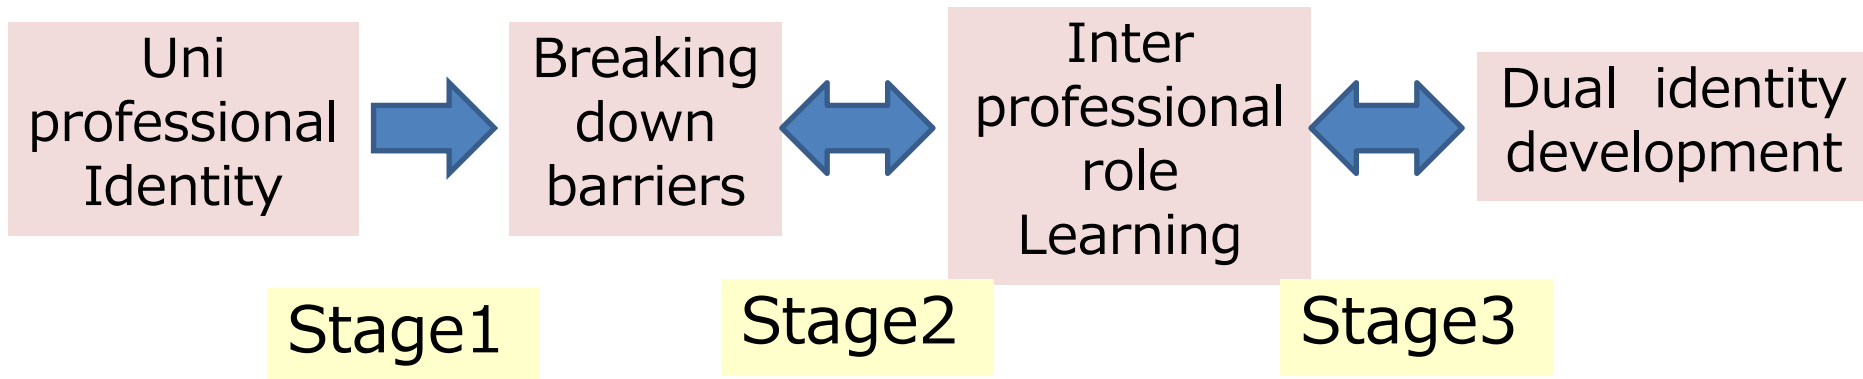 Uni
professional
Identity
Breaking
down
barriers
Inter
professional
role
Learning
Dual identity
development
Stage1
Stage2
Stage3